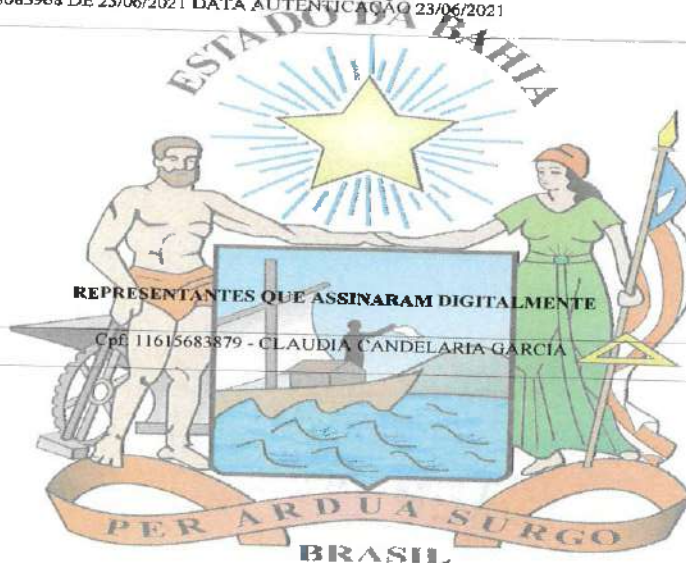 DE 23/06/2021 DATA AUTENTICAÇÃO 23/06/2021
ESTADO DA BAHIA
REPRESENTANTES QUE ASSINARAM DIGITALMENTE
Cpf: 11615683879 - CLAUDIA CANDELARIA GARCIA
PER ARDUA SURGO
BRASIL